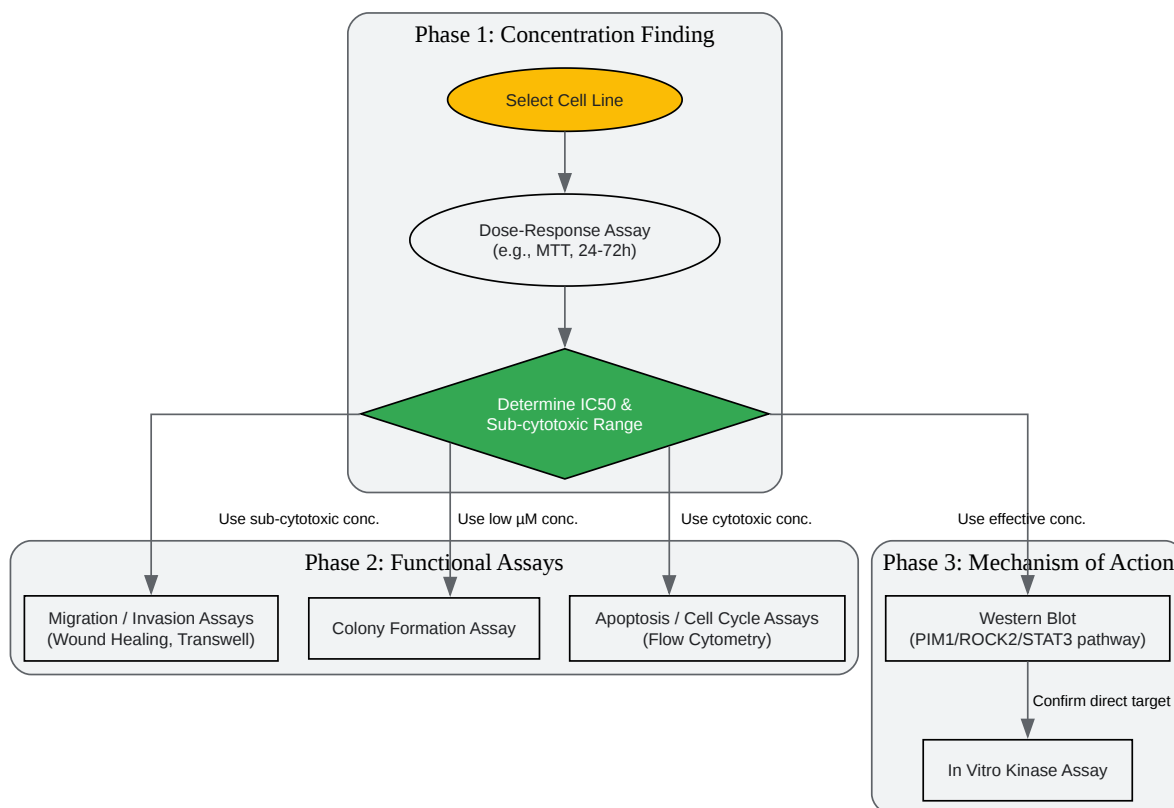 Phase 1: Concentration Finding
Select Cell Line
Dose-Response Assay
(e.g., MTT, 24-72h)
Determine IC50 &
Sub-cytotoxic Range
Use sub-cytotoxic conc.
Use low µM conc.
Use cytotoxic conc.
Use effective conc.
Phase 2: Functional Assays
Migration / Invasion Assays
(Wound Healing, Transwell)
Colony Formation Assay
Apoptosis / Cell Cycle Assays
(Flow Cytometry)
Phase 3: Mechanism of Action
Western Blot
(PIM1/ROCK2/STAT3 pathway)
Confirm direct target
In Vitro Kinase Assay